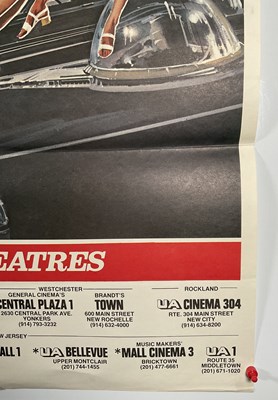 EATRES
WESTCHESTER
ROCKLAND
GENERAL CINEMA'S
CENTRAL PLAZA 1
2630 CENTRAL PARK AVE.
YONKERS
(914) 793-3232
BRANDT'S
TOWN
600 MAIN STREET
NEW ROCHELLE
(914) 632-4000
UA CINEMA 304
RTE. 304 MAIN STREET
NEW CITY
(914) 634-8200
W JERSEY
ALL 1
*UA BELLEVUE
UPPER MONTCLAIR
(201) 744-1455
MUSIC MAKERS'
*MALL CINEMA 3
BRICKTOWN
(201) 477-6661
UA 1
ROUTE 35
MIDDLETOWN
(201) 671-1020